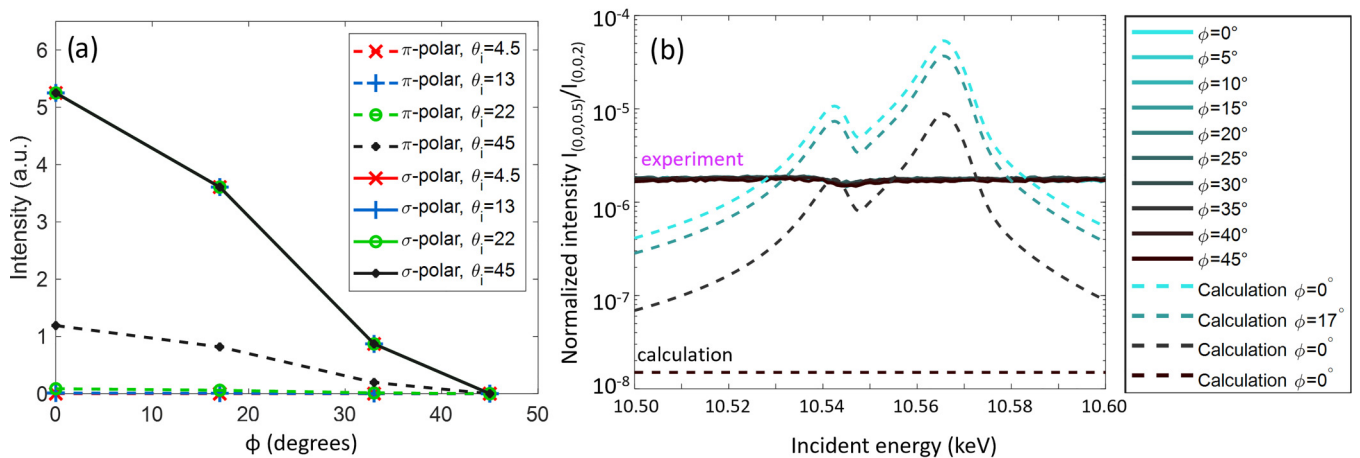 (a)
Intensity (a.u.)
6
5
4
3
2
1
0
0
10
20
30
40
50
ϕ (degrees)
π-polar, θi=4.5
π-polar, θi=13
π-polar, θi=22
π-polar, θi=45
σ-polar, θi=4.5
σ-polar, θi=13
σ-polar, θi=22
σ-polar, θi=45
(b)
Normalized intensity I(0,0,0.5)/I(0,0,2)
10-4
10-5
10-6
10-7
10-8
experiment
calculation
10.50
10.52
10.54
10.56
10.58
10.60
Incident energy (keV)
ϕ=0°
ϕ=5°
ϕ=10°
ϕ=15°
ϕ=20°
ϕ=25°
ϕ=30°
ϕ=35°
ϕ=40°
ϕ=45°
Calculation ϕ=0°
Calculation ϕ=17°
Calculation ϕ=0°
Calculation ϕ=0°